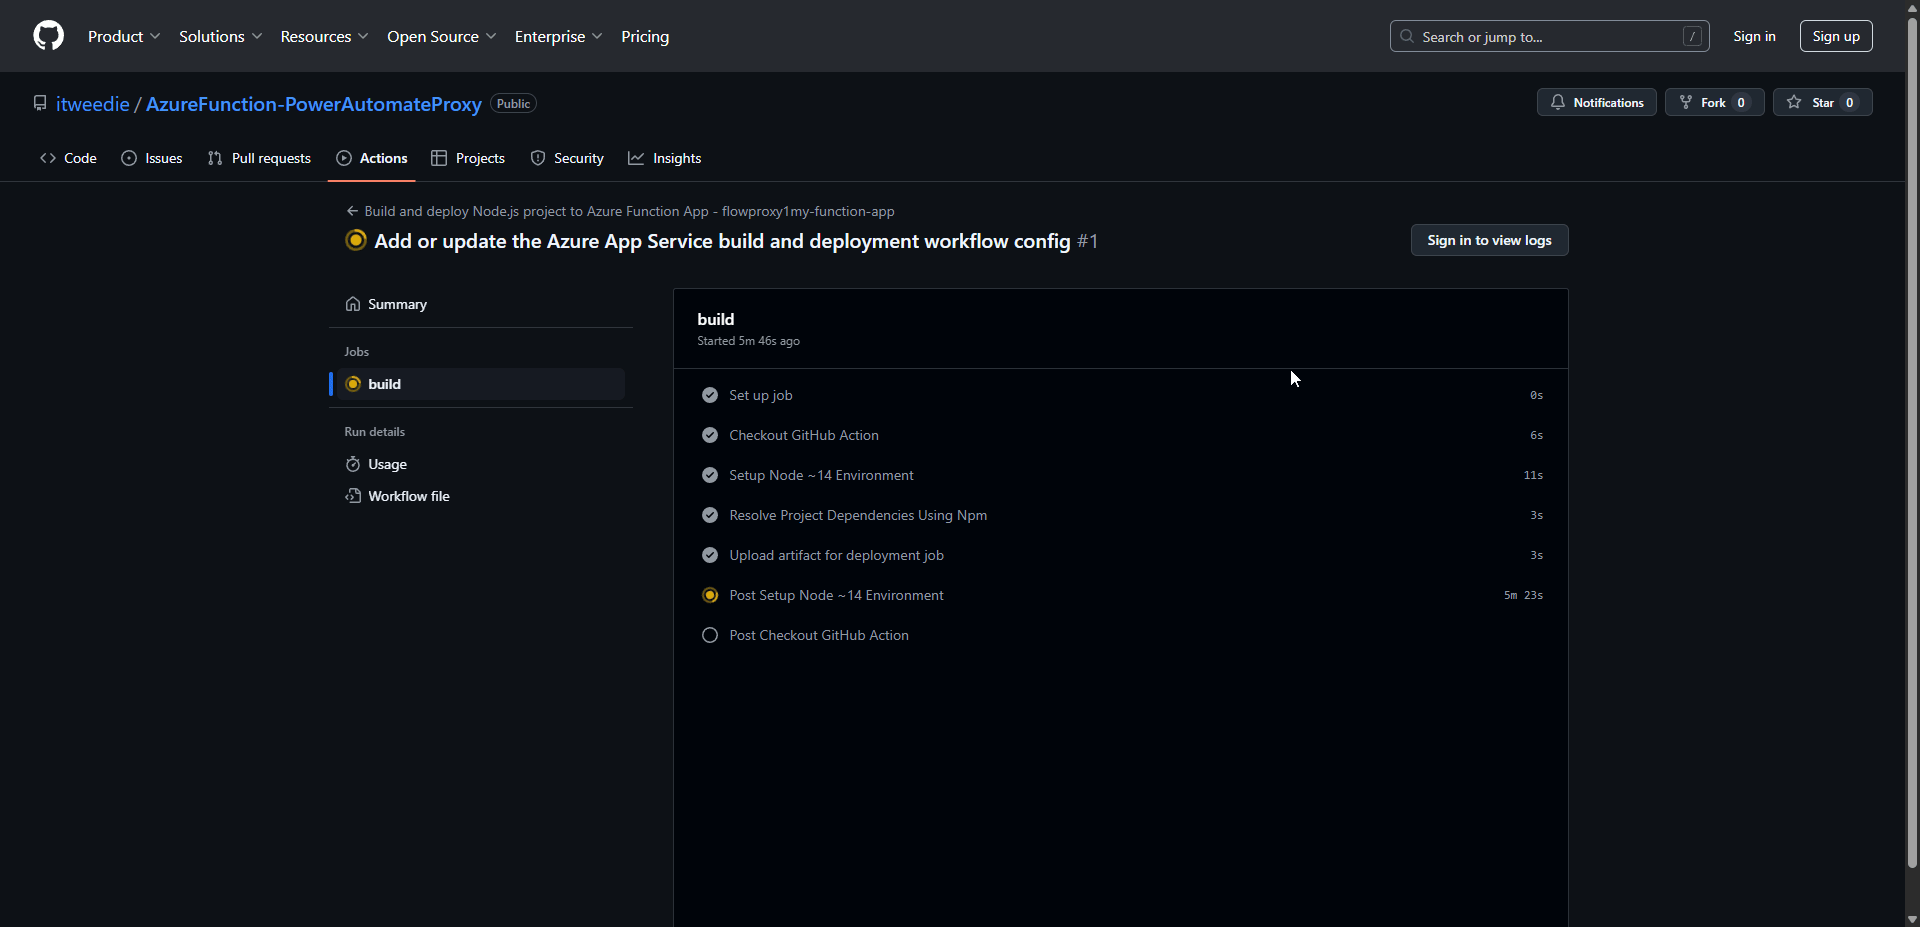 Product Solutions Resources Open Source Enterprise Pricing Search or jump to... / Sign in Sign up
itweedie / AzureFunction-PowerAutomateProxy Public Notifications Fork 0 Star 0
Code Issues Pull requests Actions Projects Security Insights
Build and deploy Node.js project to Azure Function App - flowproxy1my-function-app
Add or update the Azure App Service build and deployment workflow config #1 Sign in to view logs
Summary
Jobs
build
Run details
Usage
Workflow file
build
Started 5m 46s ago
Set up job 0s
Checkout GitHub Action 6s
Setup Node ~14 Environment 11s
Resolve Project Dependencies Using Npm 3s
Upload artifact for deployment job 3s
Post Setup Node ~14 Environment 5m 23s
Post Checkout GitHub Action